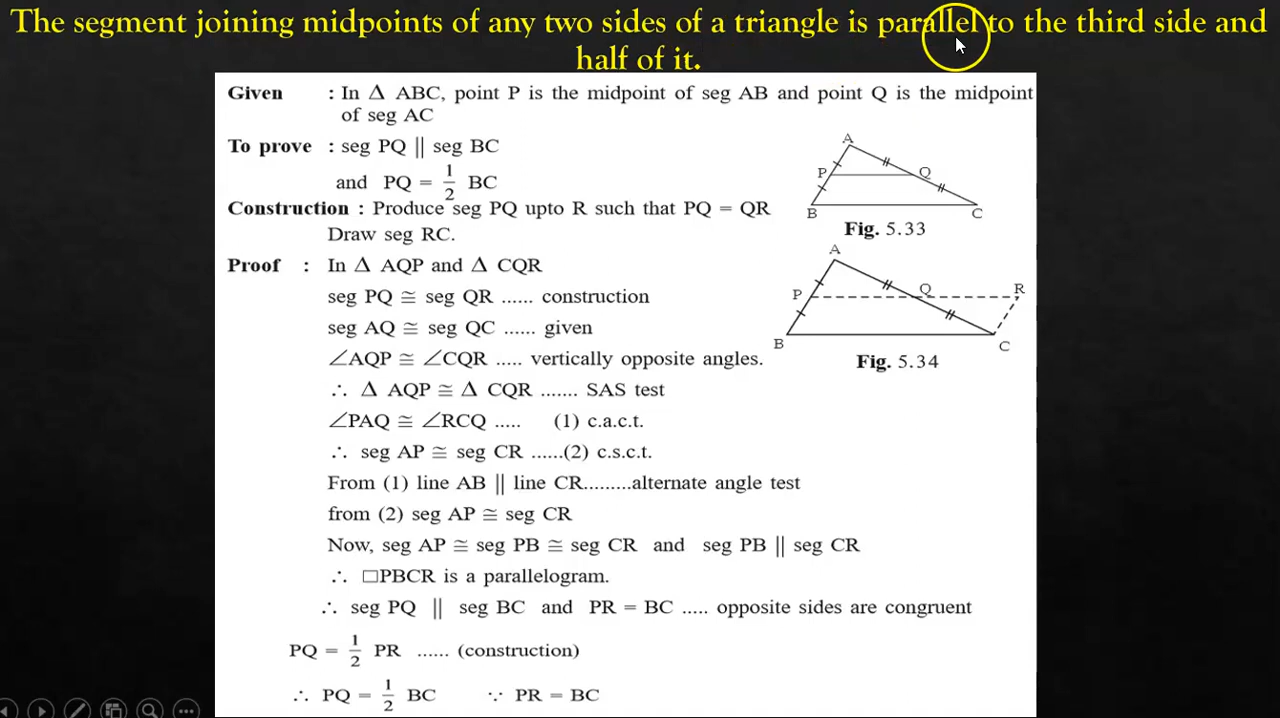 The segment joining midpoints of any two sides of a triangle is parallel to the third side and
half of it.
Given : In Δ ABC, point P is the midpoint of seg AB and point Q is the midpoint
of seg AC
To prove : seg PQ || seg BC
and PQ = 1/2 BC
Construction : Produce seg PQ upto R such that PQ = QR
Draw seg RC.
A
P
Q
B
C
Fig. 5.33
Proof : In Δ AQP and Δ CQR
seg PQ ≅ seg QR ...... construction
seg AQ ≅ seg QC ...... given
∠AQP ≅ ∠CQR ..... vertically opposite angles.
∴ Δ AQP ≅ Δ CQR ....... SAS test
∠PAQ ≅ ∠RCQ ..... (1) c.a.c.t.
∴ seg AP ≅ seg CR ......(2) c.s.c.t.
A
P
Q
R
B
C
Fig. 5.34
From (1) line AB || line CR.........alternate angle test
from (2) seg AP ≅ seg CR
Now, seg AP ≅ seg PB ≅ seg CR and seg PB || seg CR
∴ □PBCR is a parallelogram.
∴ seg PQ || seg BC and PR = BC ..... opposite sides are congruent
PQ = 1/2 PR ...... (construction)
∴ PQ = 1/2 BC ∵ PR = BC